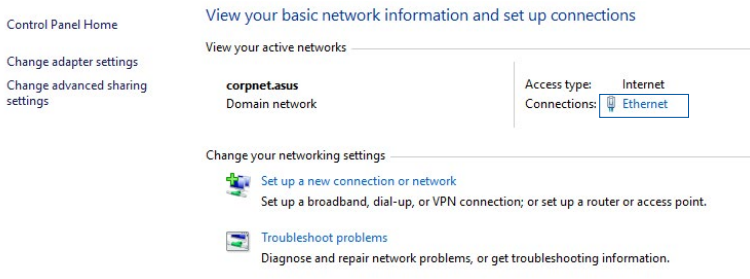 Control Panel Home
Change adapter settings
Change advanced sharing
settings
View your basic network information and set up connections
View your active networks
corpnet.asus
Domain network
Access type: Internet
Connections: Ethernet
Change your networking settings
Set up a new connection or network
Set up a broadband, dial-up, or VPN connection; or set up a router or access point.
Troubleshoot problems
Diagnose and repair network problems, or get troubleshooting information.